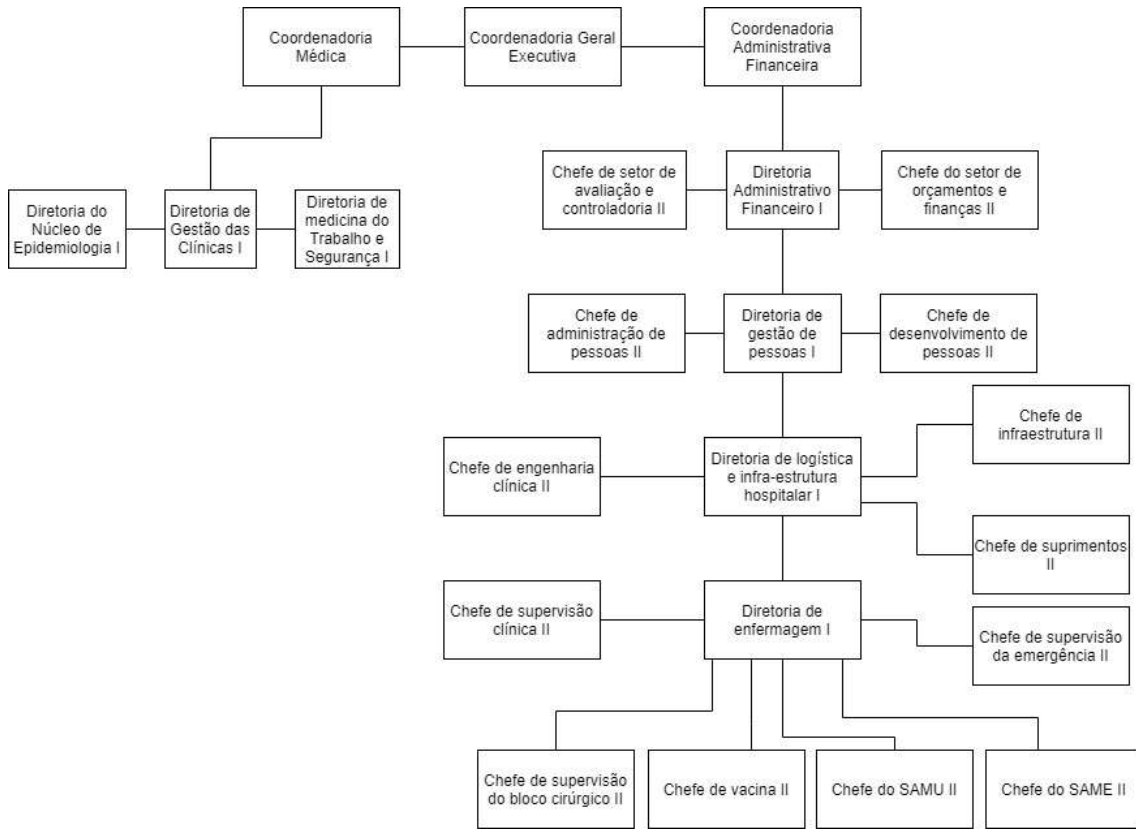 Coordenadoria
Médica
Coordenadoria Geral
Executiva
Coordenadoria
Administrativa
Financeira
Chefe de setor de
avaliação e
controladoria II
Diretoria
Administrativo
Financeiro I
Chefe do setor de
orçamentos e
finanças II
Diretoria do
Núcleo de
Epidemiologia I
Diretoria de
Gestão das
Clínicas I
Diretoria de
medicina do
Trabalho e
Segurança I
Chefe de
administração de
pessoas II
Diretoria de
gestão de
pessoas I
Chefe de
desenvolvimento de
pessoas II
Chefe de
infraestrutura II
Chefe de engenharia
clínica II
Diretoria de logística
e infra-estrutura
hospitalar I
Chefe de suprimentos
II
Chefe de supervisão
clínica II
Diretoria de
enfermagem I
Chefe de supervisão
da emergência II
Chefe de supervisão
do bloco cirúrgico II
Chefe de vacina II
Chefe do SAMU II
Chefe do SAME II